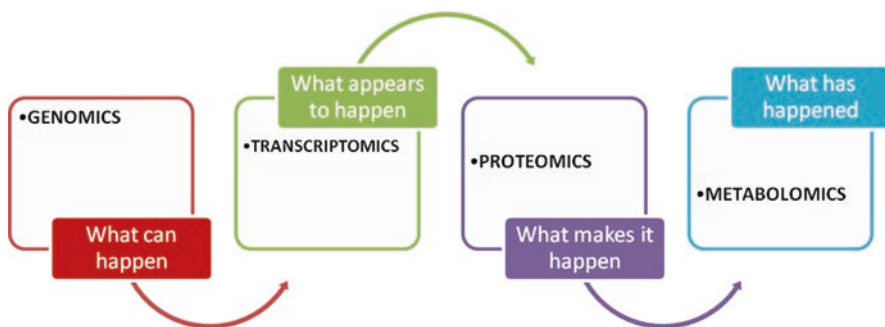 •GENOMICS
What can
happen
What appears
to happen
•TRANSCRIPTOMICS
•PROTEOMICS
What makes it
happen
What has
happened
•METABOLOMICS